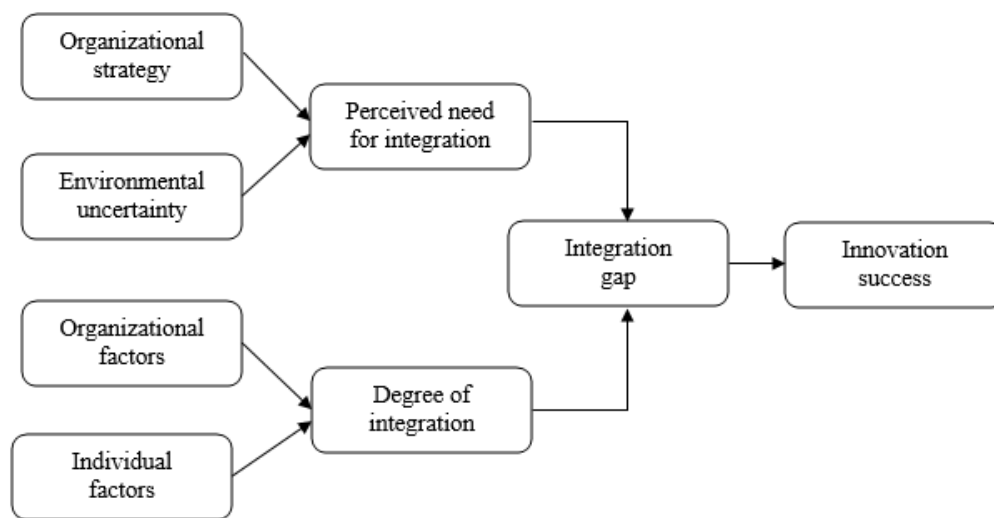 Organizational
strategy
Perceived need
for integration
Environmental
uncertainty
Integration
gap
Innovation
success
Organizational
factors
Degree of
integration
Individual
factors